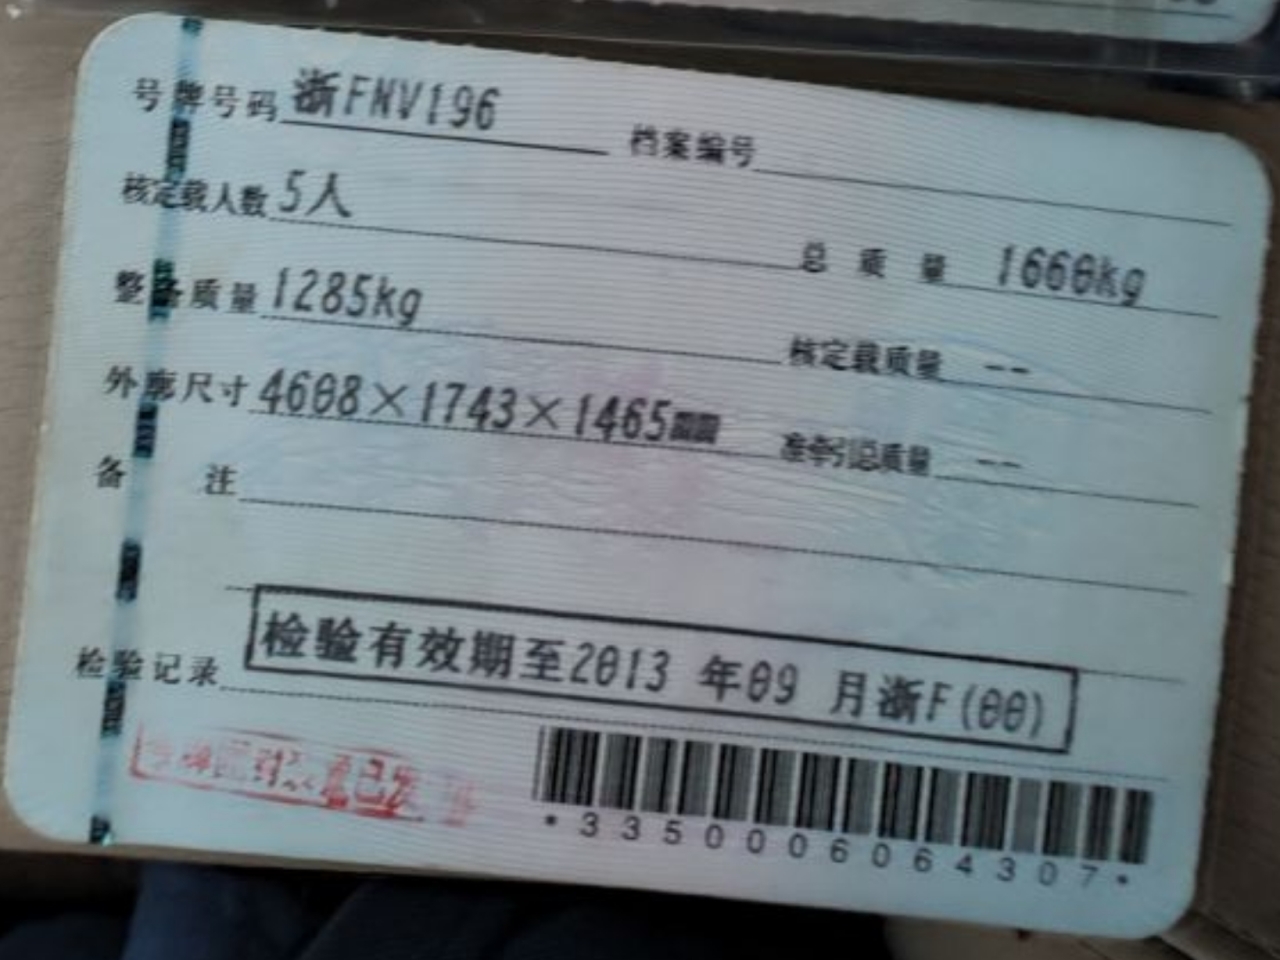 号牌号码 浙FNV196 档案编号
核定载人数 5人 总质量 1660kg
整备质量 1285kg 核定载质量 --
外廓尺寸 4608×1743×1465mm 准牵引总质量 --
备注
检验记录 检验有效期至2013 年09 月浙F(00)
*3350006064307*